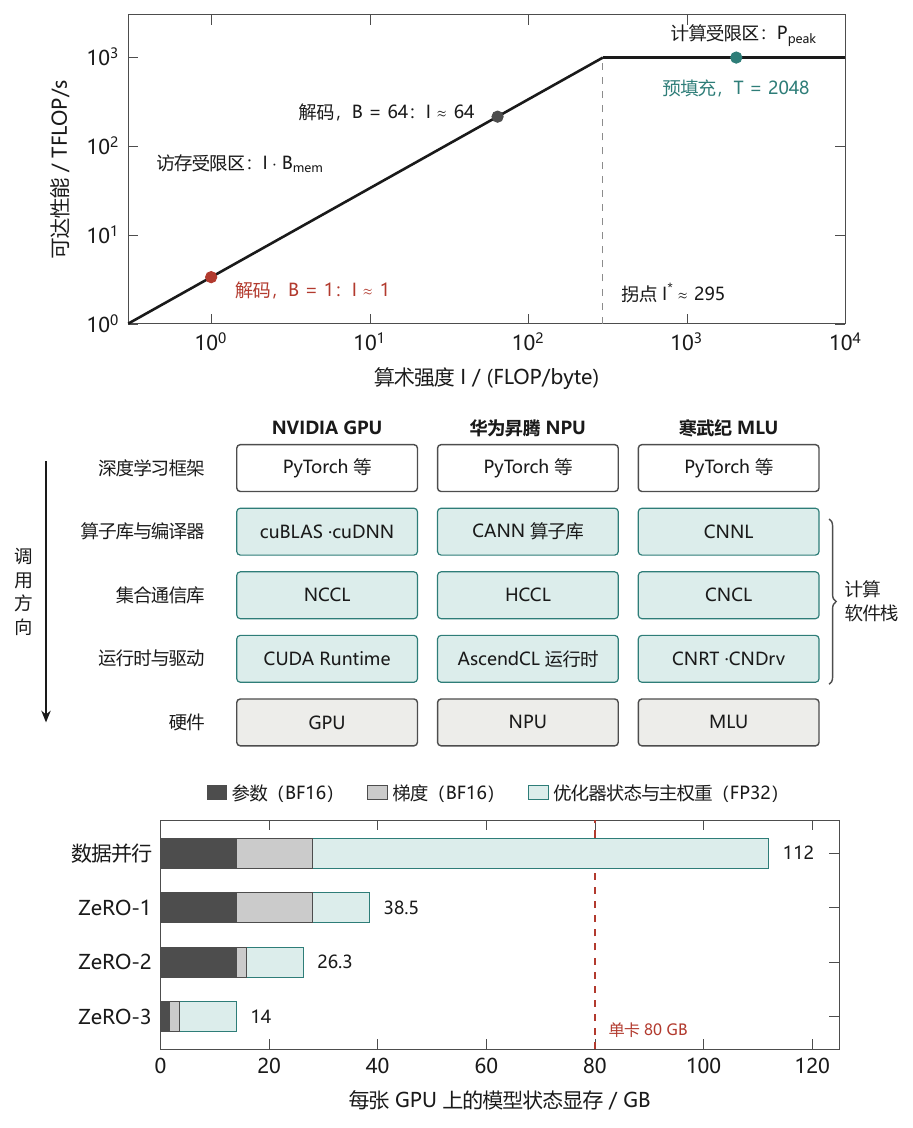 可达性能 / TFLOP/s
10³
10²
10¹
10⁰
计算受限区：P_peak
预填充，T = 2048
解码，B = 64：I ≈ 64
访存受限区：I · B_mem
解码，B = 1：I ≈ 1
拐点 I* ≈ 295
10⁰ 10¹ 10² 10³ 10⁴
算术强度 I / (FLOP/byte)
NVIDIA GPU 华为昇腾 NPU 寒武纪 MLU
调用方向
深度学习框架 PyTorch 等 PyTorch 等 PyTorch 等
算子库与编译器 cuBLAS ·cuDNN CANN 算子库 CNNL
集合通信库 NCCL HCCL CNCL
运行时与驱动 CUDA Runtime AscendCL 运行时 CNRT ·CNDrv
硬件 GPU NPU MLU
计算
软件栈
参数（BF16） 梯度（BF16） 优化器状态与主权重（FP32）
数据并行 112
ZeRO-1 38.5
ZeRO-2 26.3
ZeRO-3 14
单卡 80 GB
0 20 40 60 80 100 120
每张 GPU 上的模型状态显存 / GB